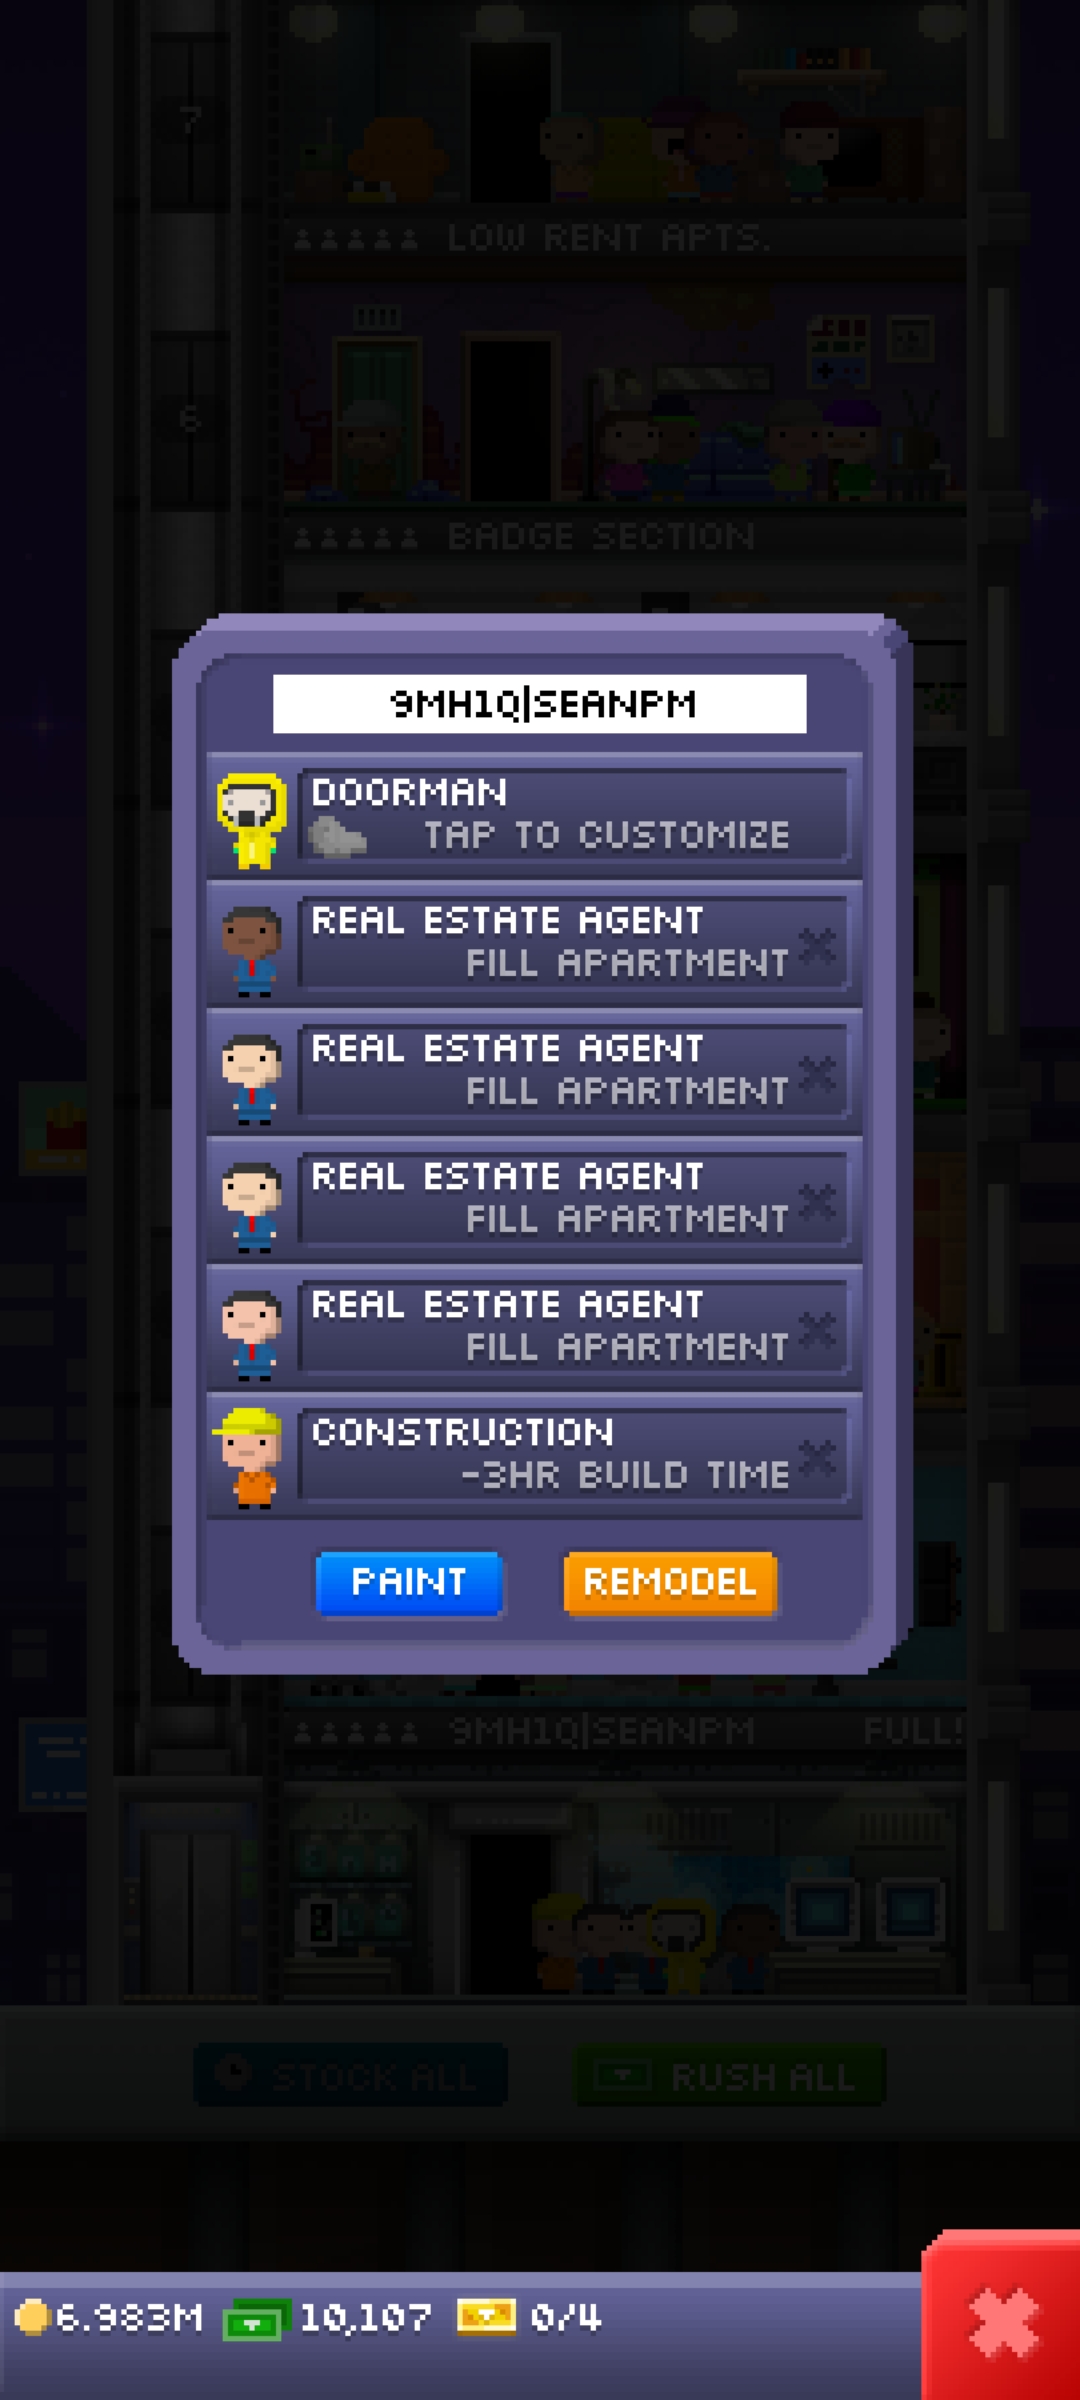 7
LOW RENT APTS.
6
BADGE SECTION
9MH1Q|SEANPM
DOORMAN
TAP TO CUSTOMIZE
REAL ESTATE AGENT
FILL APARTMENT
REAL ESTATE AGENT
FILL APARTMENT
REAL ESTATE AGENT
FILL APARTMENT
REAL ESTATE AGENT
FILL APARTMENT
CONSTRUCTION
-3HR BUILD TIME
PAINT
REMODEL
9MH1Q|SEANPM
FULL!
STOCK ALL
RUSH ALL
6.983M
10,107
0/4